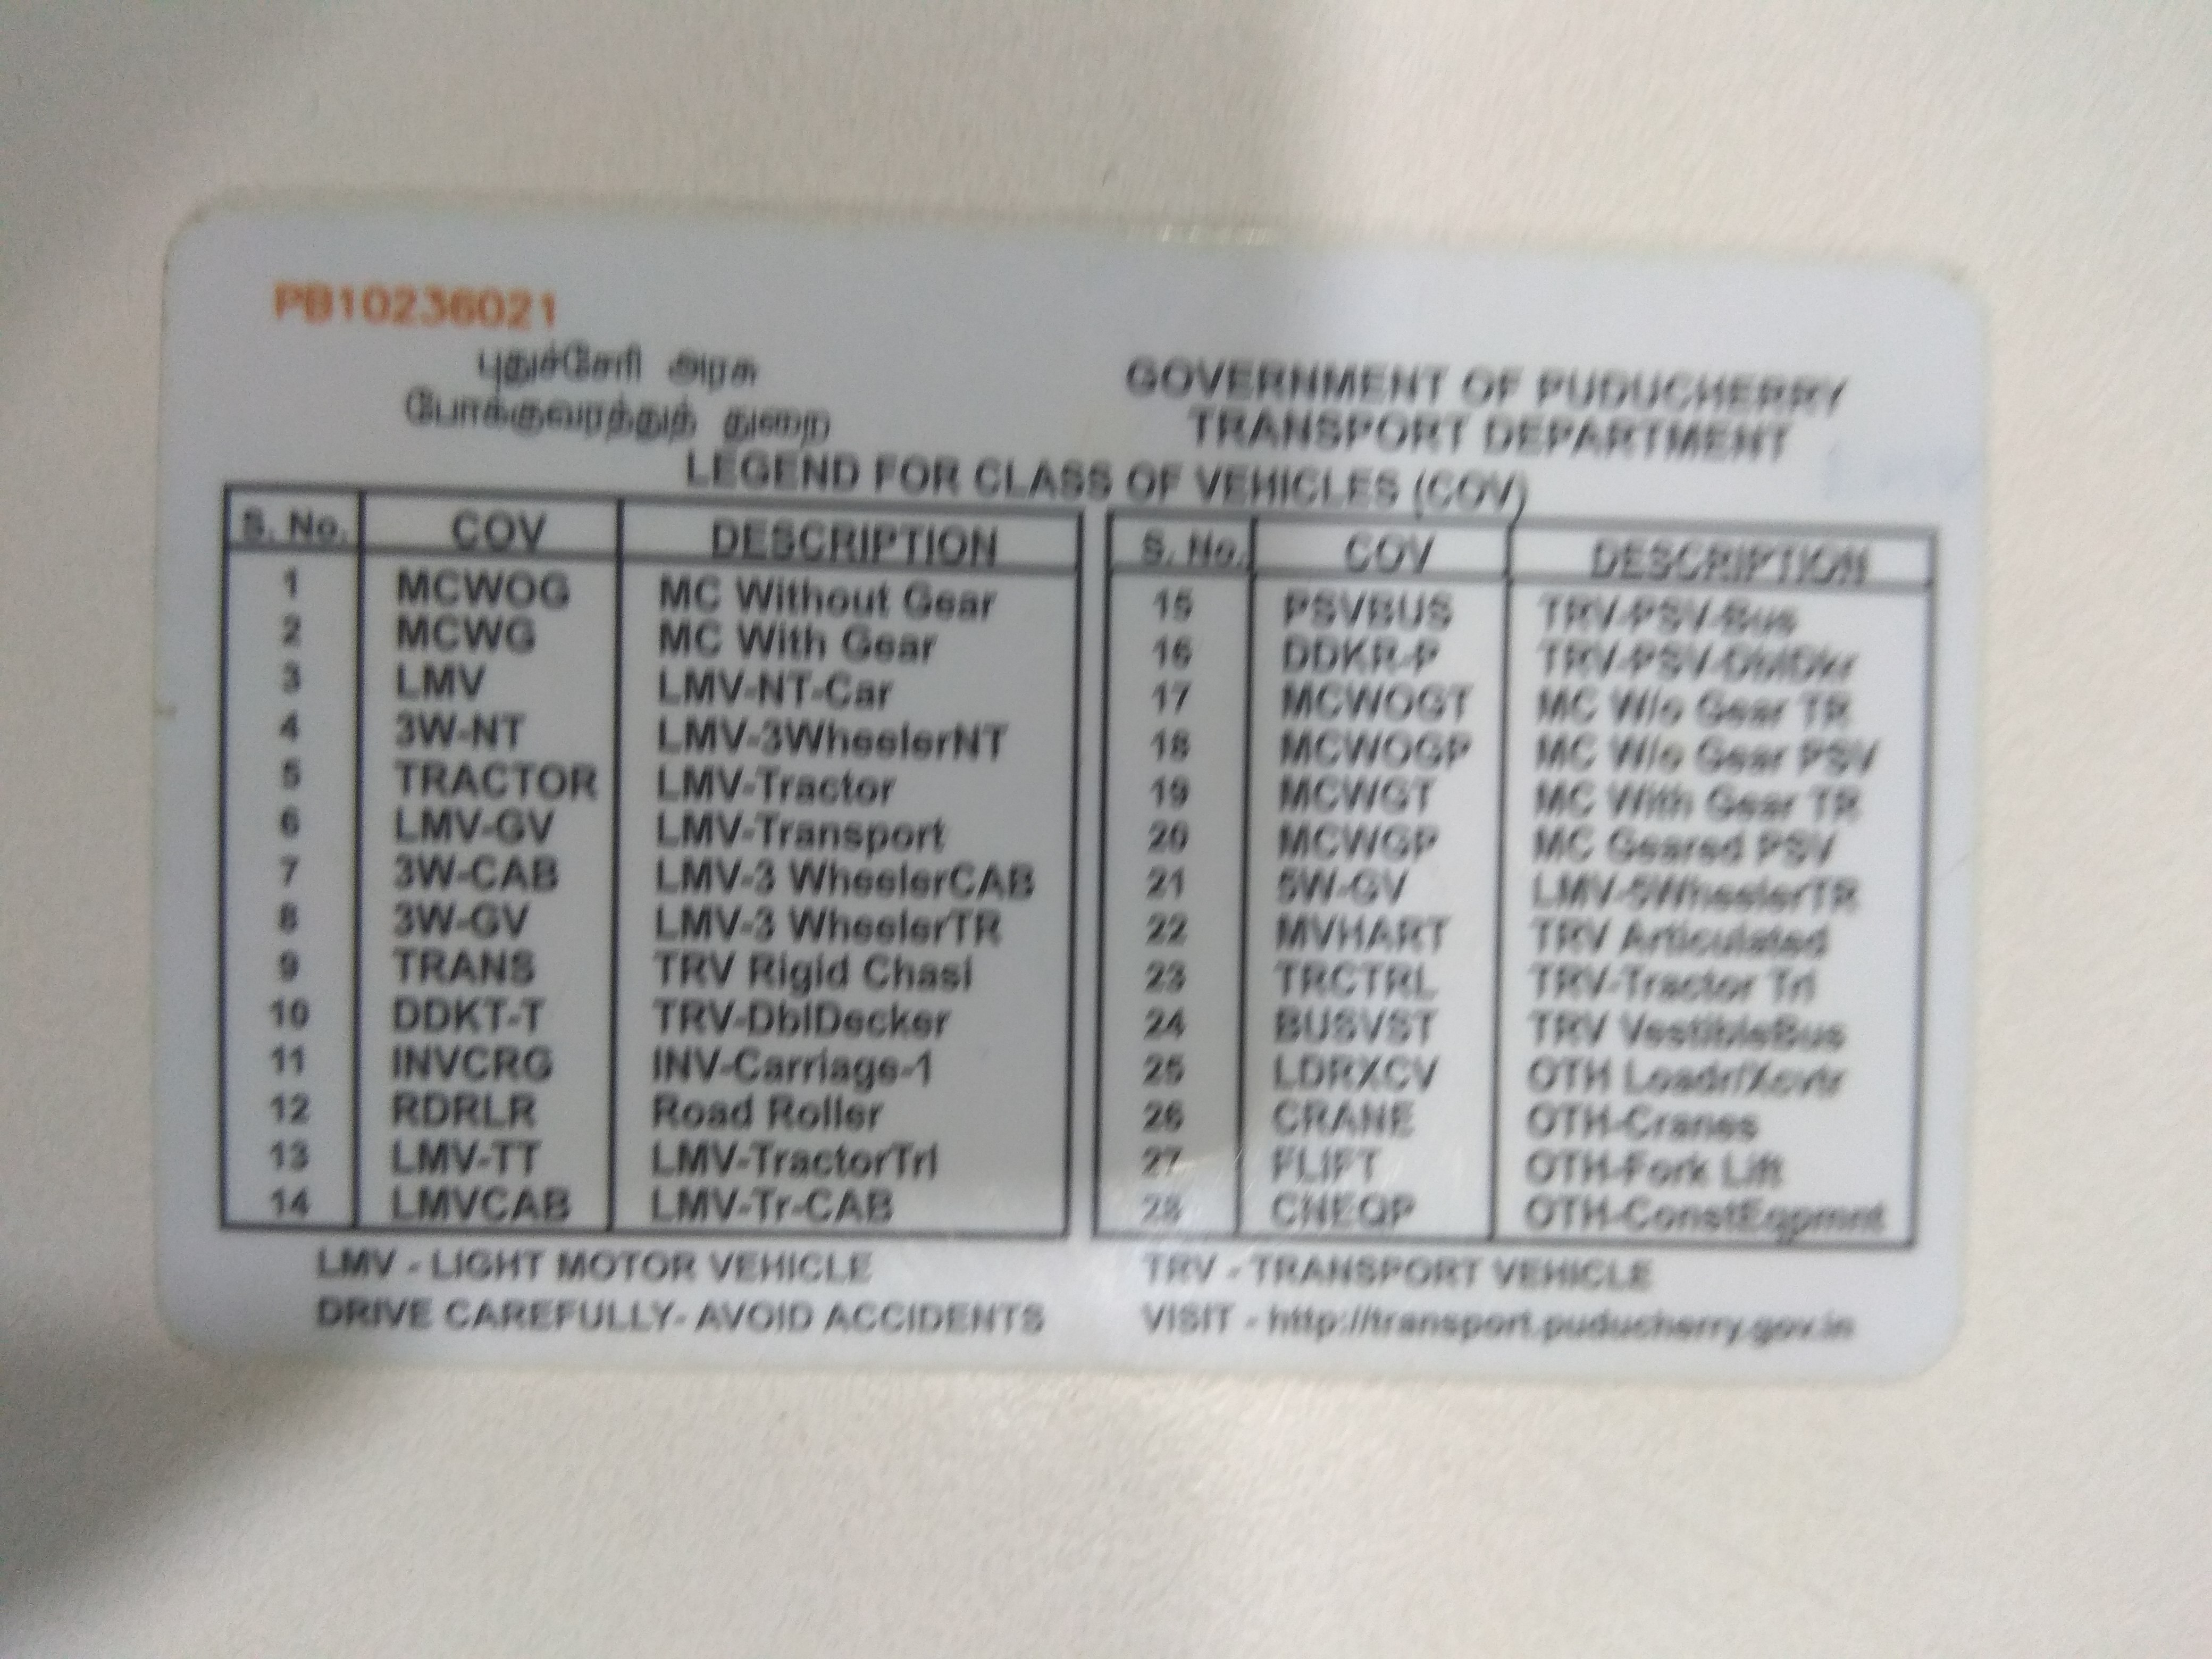 PB10236021
புதுச்சேரி அரசு
போக்குவரத்துத் துறை
GOVERNMENT OF PUDUCHERRY
TRANSPORT DEPARTMENT
LEGEND FOR CLASS OF VEHICLES (COV)
S. No. COV DESCRIPTION
1 MCWOG MC Without Gear
2 MCWG MC With Gear
3 LMV LMV-NT-Car
4 3W-NT LMV-3WheelerNT
5 TRACTOR LMV-Tractor
6 LMV-GV LMV-Transport
7 3W-CAB LMV-3 WheelerCAB
8 3W-GV LMV-3 WheelerTR
9 TRANS TRV Rigid Chasi
10 DDKT-T TRV-DblDecker
11 INVCRG INV-Carriage-1
12 RDRLR Road Roller
13 LMV-TT LMV-TractorTrl
14 LMVCAB LMV-Tr-CAB
S. No. COV DESCRIPTION
15 PSVBUS TRV-PSV-Bus
16 DDKR-P TRV-PSV-DblDkr
17 MCWOGT MC W/o Gear TR
18 MCWOGP MC W/o Gear PSV
19 MCWGT MC With Gear TR
20 MCWGP MC Geared PSV
21 5W-GV LMV-5WheelerTR
22 MVHART TRV Articulated
23 TRCTRL TRV-Tractor Trl
24 BUSVST TRV VestibleBus
25 LDRXCV OTH Loadr/Xcvtr
26 CRANE OTH-Cranes
27 FLIFT OTH-Fork Lift
28 CNEQP OTH-ConstEqpmnt
LMV - LIGHT MOTOR VEHICLE
TRV - TRANSPORT VEHICLE
DRIVE CAREFULLY- AVOID ACCIDENTS
VISIT - http://transport.puducherry.gov.in